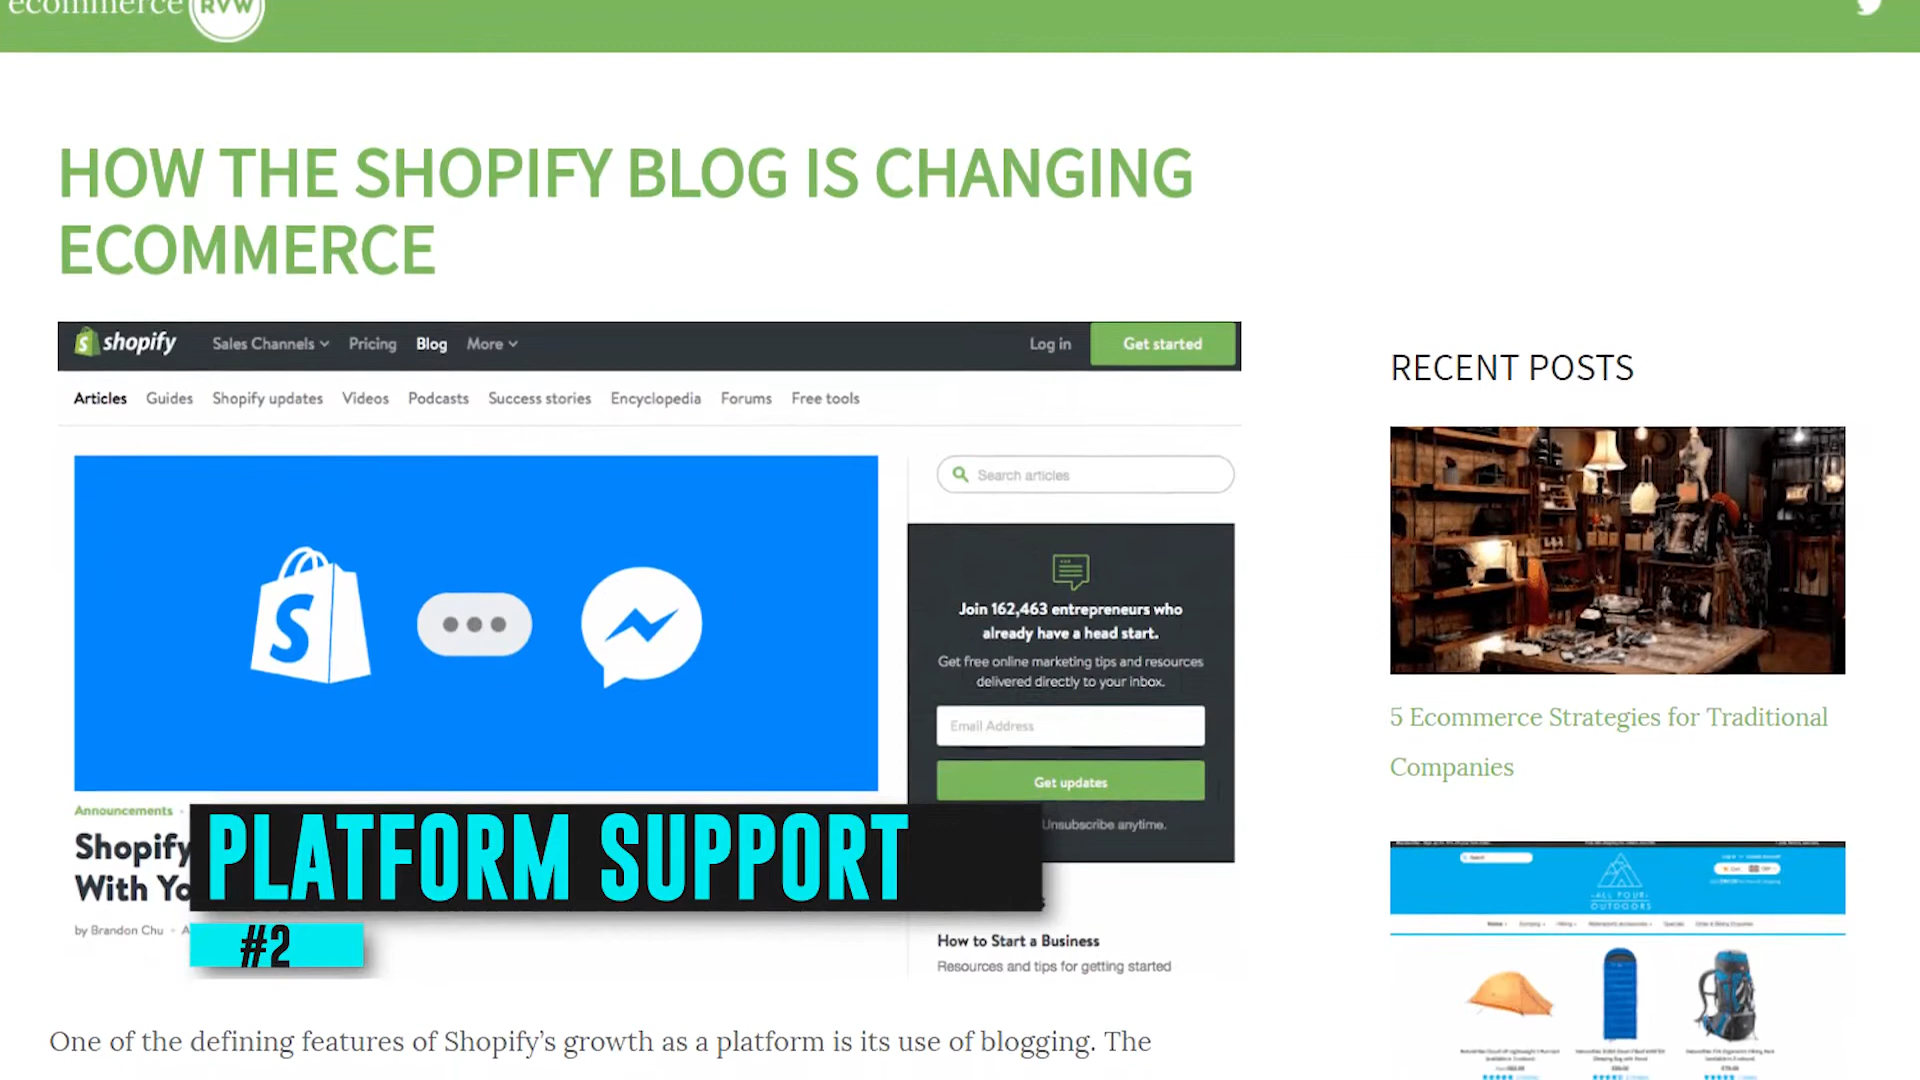 ecommerce RVW
HOW THE SHOPIFY BLOG IS CHANGING
ECOMMERCE
shopify Sales Channels Pricing Blog More Log in Get started
Articles Guides Shopify updates Videos Podcasts Success stories Encyclopedia Forums Free tools
Search articles
Join 162,463 entrepreneurs who
already have a head start.
Get free online marketing tips and resources
delivered directly to your inbox.
Email Address
Get updates
Unsubscribe anytime.
Announcements
Shopify
With Yo
by Brandon Chu
PLATFORM SUPPORT
#2
How to Start a Business
Resources and tips for getting started
One of the defining features of Shopify's growth as a platform is its use of blogging. The
RECENT POSTS
5 Ecommerce Strategies for Traditional
Companies
ALL YOUR
OUTDOORS